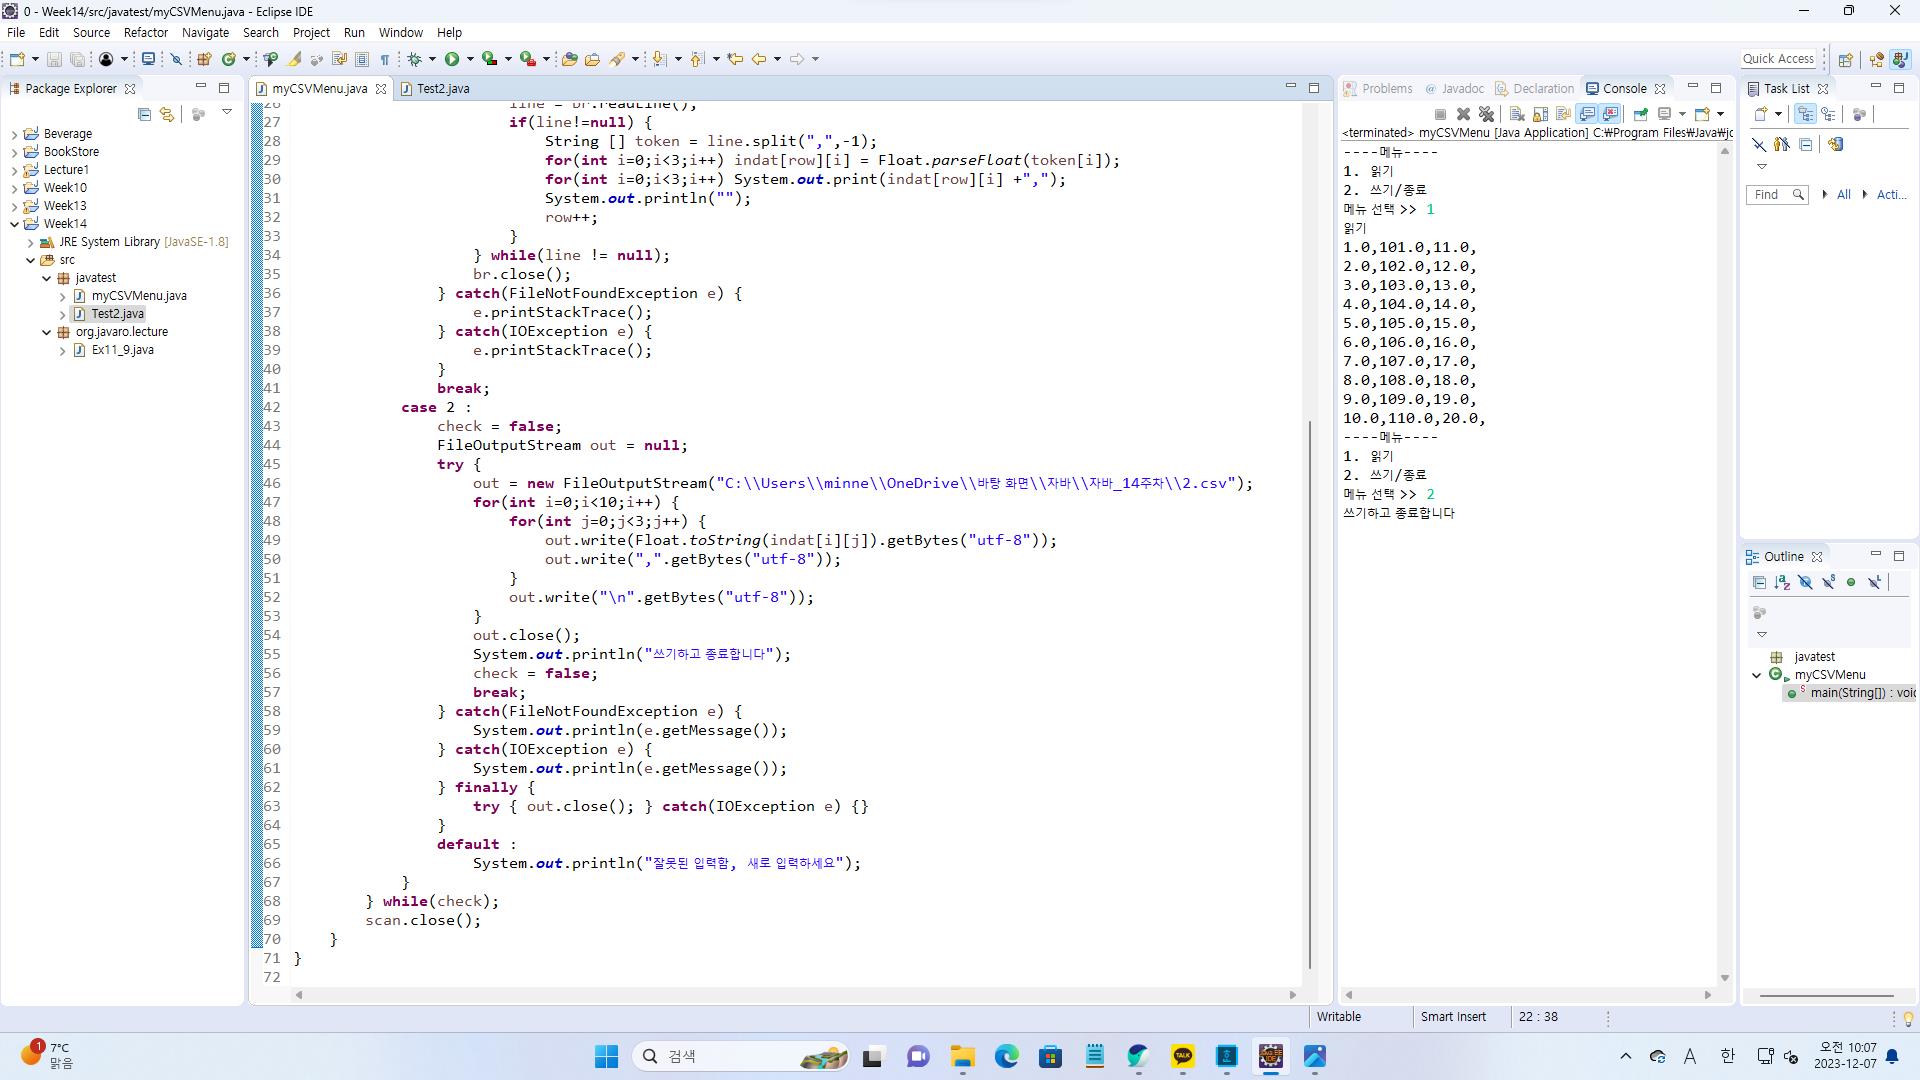 0 - Week14/src/javatest/myCSVMenu.java - Eclipse IDE
File Edit Source Refactor Navigate Search Project Run Window Help
Quick Access
Package Explorer
Beverage
BookStore
Lecture1
Week10
Week13
Week14
JRE System Library [JavaSE-1.8]
src
javatest
myCSVMenu.java
Test2.java
org.javaro.lecture
Ex11_9.java
myCSVMenu.java Test2.java
26 line = br.readLine();
27 if(line!=null) {
28 String [] token = line.split(",",-1);
29 for(int i=0;i<3;i++) indat[row][i] = Float.parseFloat(token[i]);
30 for(int i=0;i<3;i++) System.out.print(indat[row][i] +",");
31 System.out.println("");
32 row++;
33 }
34 } while(line != null);
35 br.close();
36 } catch(FileNotFoundException e) {
37 e.printStackTrace();
38 } catch(IOException e) {
39 e.printStackTrace();
40 }
41 break;
42 case 2 :
43 check = false;
44 FileOutputStream out = null;
45 try {
46 out = new FileOutputStream("C:\\Users\\minne\\OneDrive\\바탕 화면\\자바\\자바_14주차\\2.csv");
47 for(int i=0;i<10;i++) {
48 for(int j=0;j<3;j++) {
49 out.write(Float.toString(indat[i][j]).getBytes("utf-8"));
50 out.write(",".getBytes("utf-8"));
51 }
52 out.write("\n".getBytes("utf-8"));
53 }
54 out.close();
55 System.out.println("쓰기하고 종료합니다");
56 check = false;
57 break;
58 } catch(FileNotFoundException e) {
59 System.out.println(e.getMessage());
60 } catch(IOException e) {
61 System.out.println(e.getMessage());
62 } finally {
63 try { out.close(); } catch(IOException e) {}
64 }
65 default :
66 System.out.println("잘못된 입력함, 새로 입력하세요");
67 }
68 } while(check);
69 scan.close();
70 }
71 }
72
Problems @ Javadoc Declaration Console
<terminated> myCSVMenu [Java Application] C:₩Program Files₩Java₩jd
----메뉴----
1. 읽기
2. 쓰기/종료
메뉴 선택 >> 1
읽기
1.0,101.0,11.0,
2.0,102.0,12.0,
3.0,103.0,13.0,
4.0,104.0,14.0,
5.0,105.0,15.0,
6.0,106.0,16.0,
7.0,107.0,17.0,
8.0,108.0,18.0,
9.0,109.0,19.0,
10.0,110.0,20.0,
----메뉴----
1. 읽기
2. 쓰기/종료
메뉴 선택 >> 2
쓰기하고 종료합니다
Task List
Find All Acti...
Outline
javatest
myCSVMenu
main(String[]) : void
Writable Smart Insert 22 : 38
1
7°C
맑음
검색
TALK
A 한
오전 10:07
2023-12-07